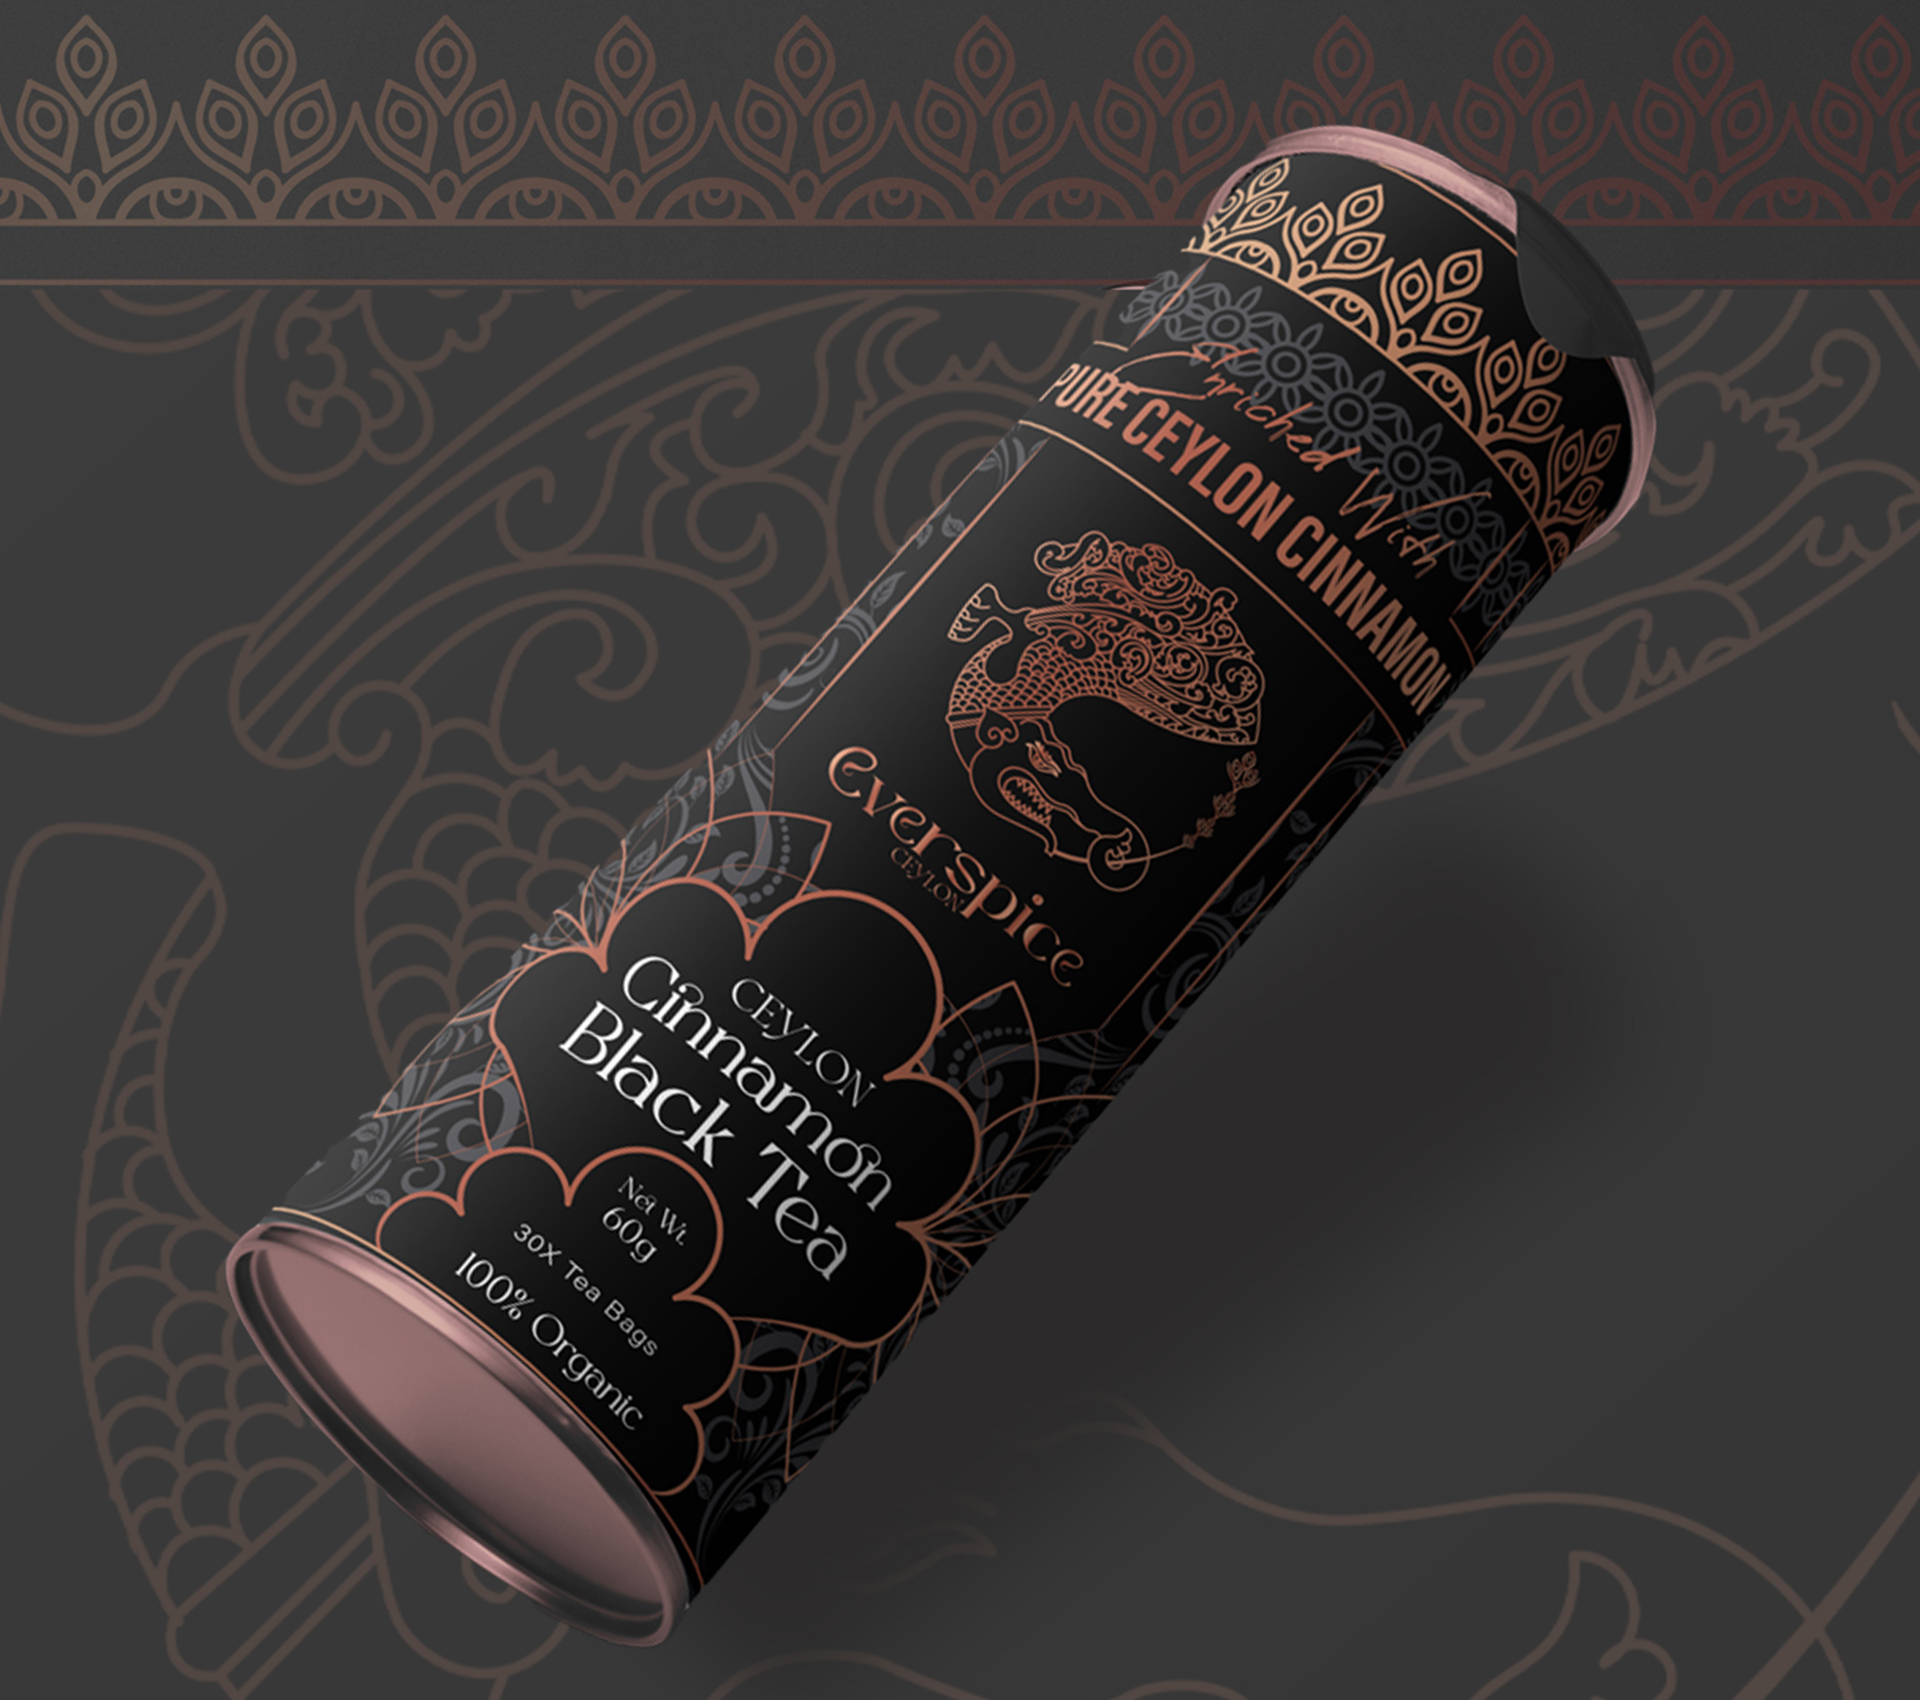 Enriched With
PURE CEYLON CINNAMON
everspice
CEYLON
CEYLON
Cinnamon
Black Tea
Net Wt.
60g
30X Tea Bags
100% Organic